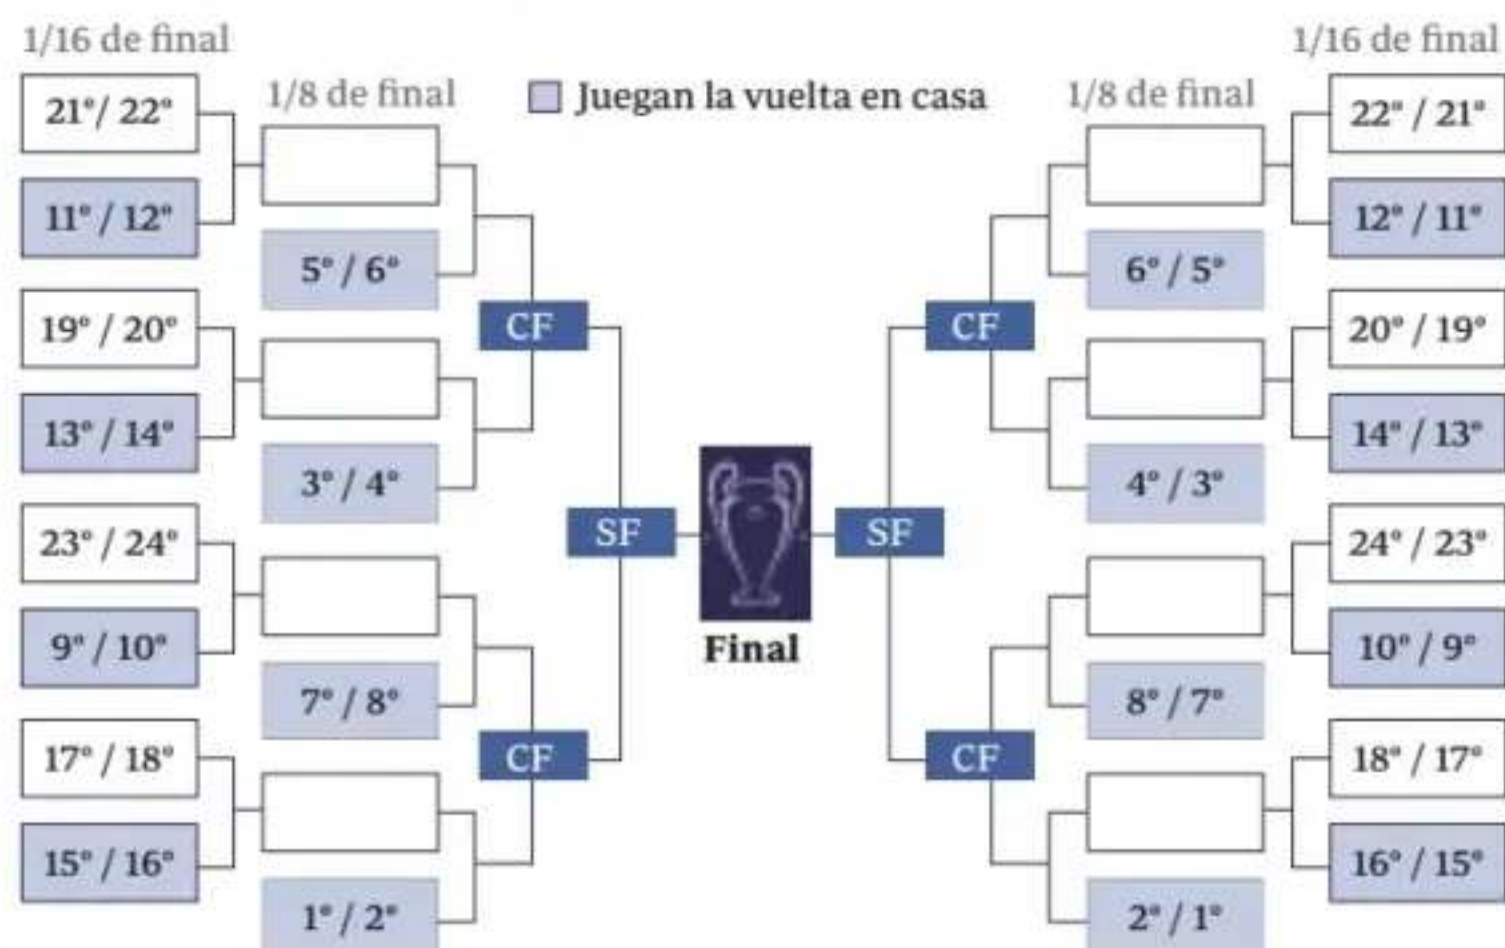 1/16 de final
1/8 de final
Juegan la vuelta en casa
1/8 de final
1/16 de final
21º/ 22º
11º / 12º
5º / 6º
19º / 20º
13º / 14º
3º / 4º
23º / 24º
9º / 10º
7º / 8º
17º / 18º
15º / 16º
1º / 2º
CF
CF
SF
Final
SF
CF
CF
6º / 5º
4º / 3º
8º / 7º
2º / 1º
22º / 21º
12º / 11º
20º / 19º
14º / 13º
24º / 23º
10º / 9º
18º / 17º
16º / 15º